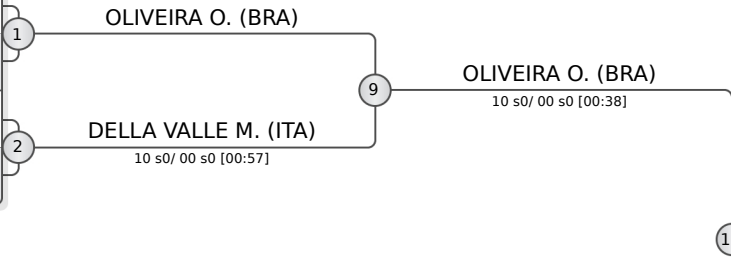 OLIVEIRA O. (BRA)
1
OLIVEIRA O. (BRA)
9
10 s0/ 00 s0 [00:38]
DELLA VALLE M. (ITA)
2
10 s0/ 00 s0 [00:57]